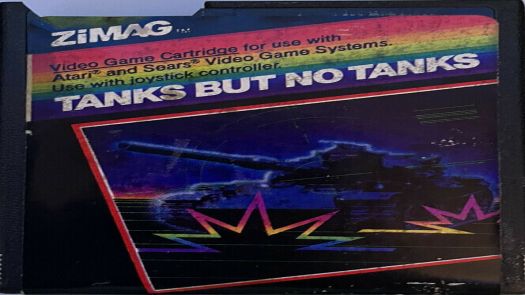 ZiMAG™
Video Game Cartridge for use with
Atari® and Sears® Video Game Systems.
Use with joystick controller.
TANKS BUT NO TANKS